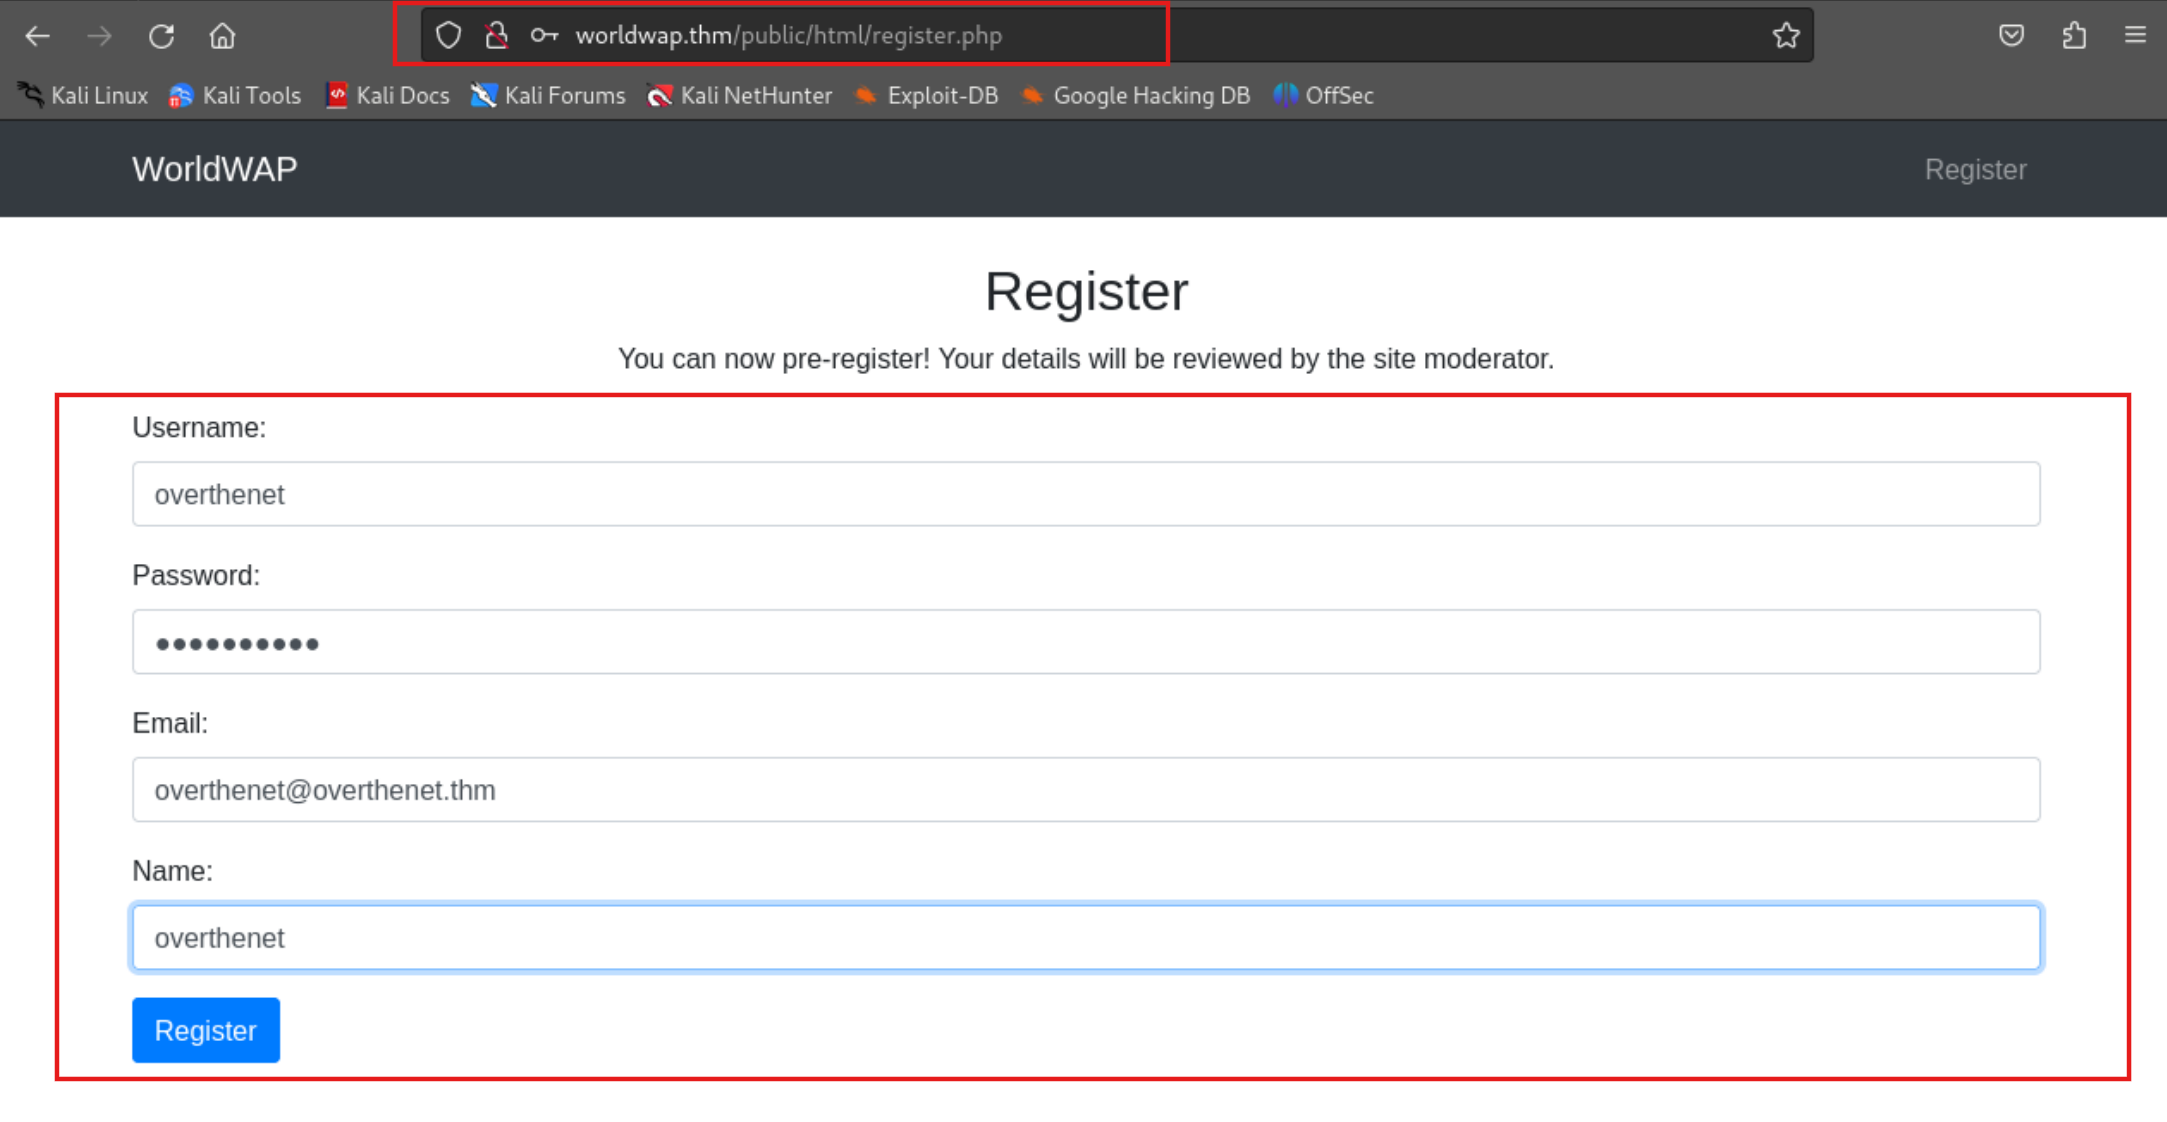 worldwap.thm/public/html/register.php
Kali Linux Kali Tools Kali Docs Kali Forums Kali NetHunter Exploit-DB Google Hacking DB OffSec
WorldWAP Register
Register
You can now pre-register! Your details will be reviewed by the site moderator.
Username:
overthenet
Password:
••••••••••
Email:
overthenet@overthenet.thm
Name:
overthenet
Register